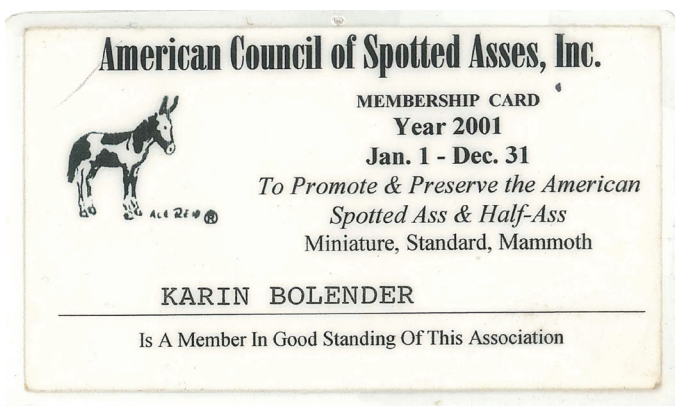 American Council of Spotted Asses, Inc.
MEMBERSHIP CARD
Year 2001
Jan. 1 - Dec. 31
To Promote & Preserve the American
Spotted Ass & Half-Ass
Miniature, Standard, Mammoth
®
KARIN BOLENDER
Is A Member In Good Standing Of This Association